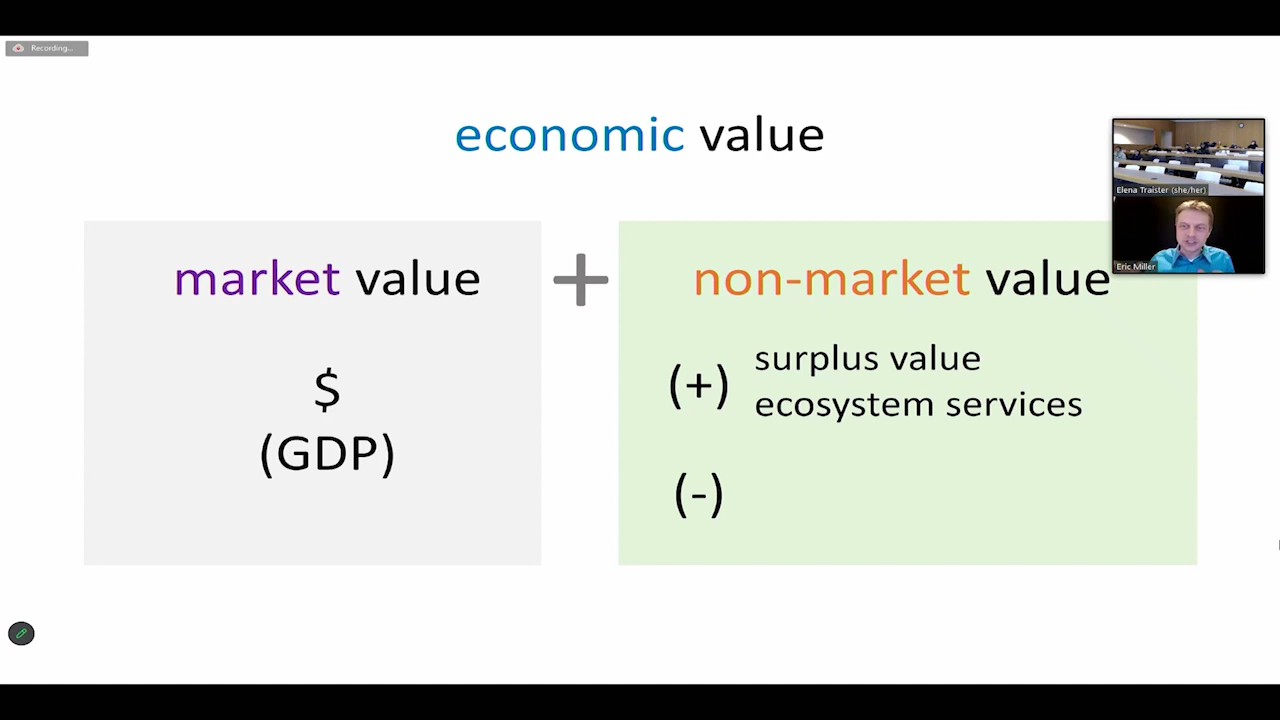 Recording...
economic value
market value
+
non-market value
$
(GDP)
(+)
surplus value
ecosystem services
(-)
Elena Traister (she/her)
Eric Miller